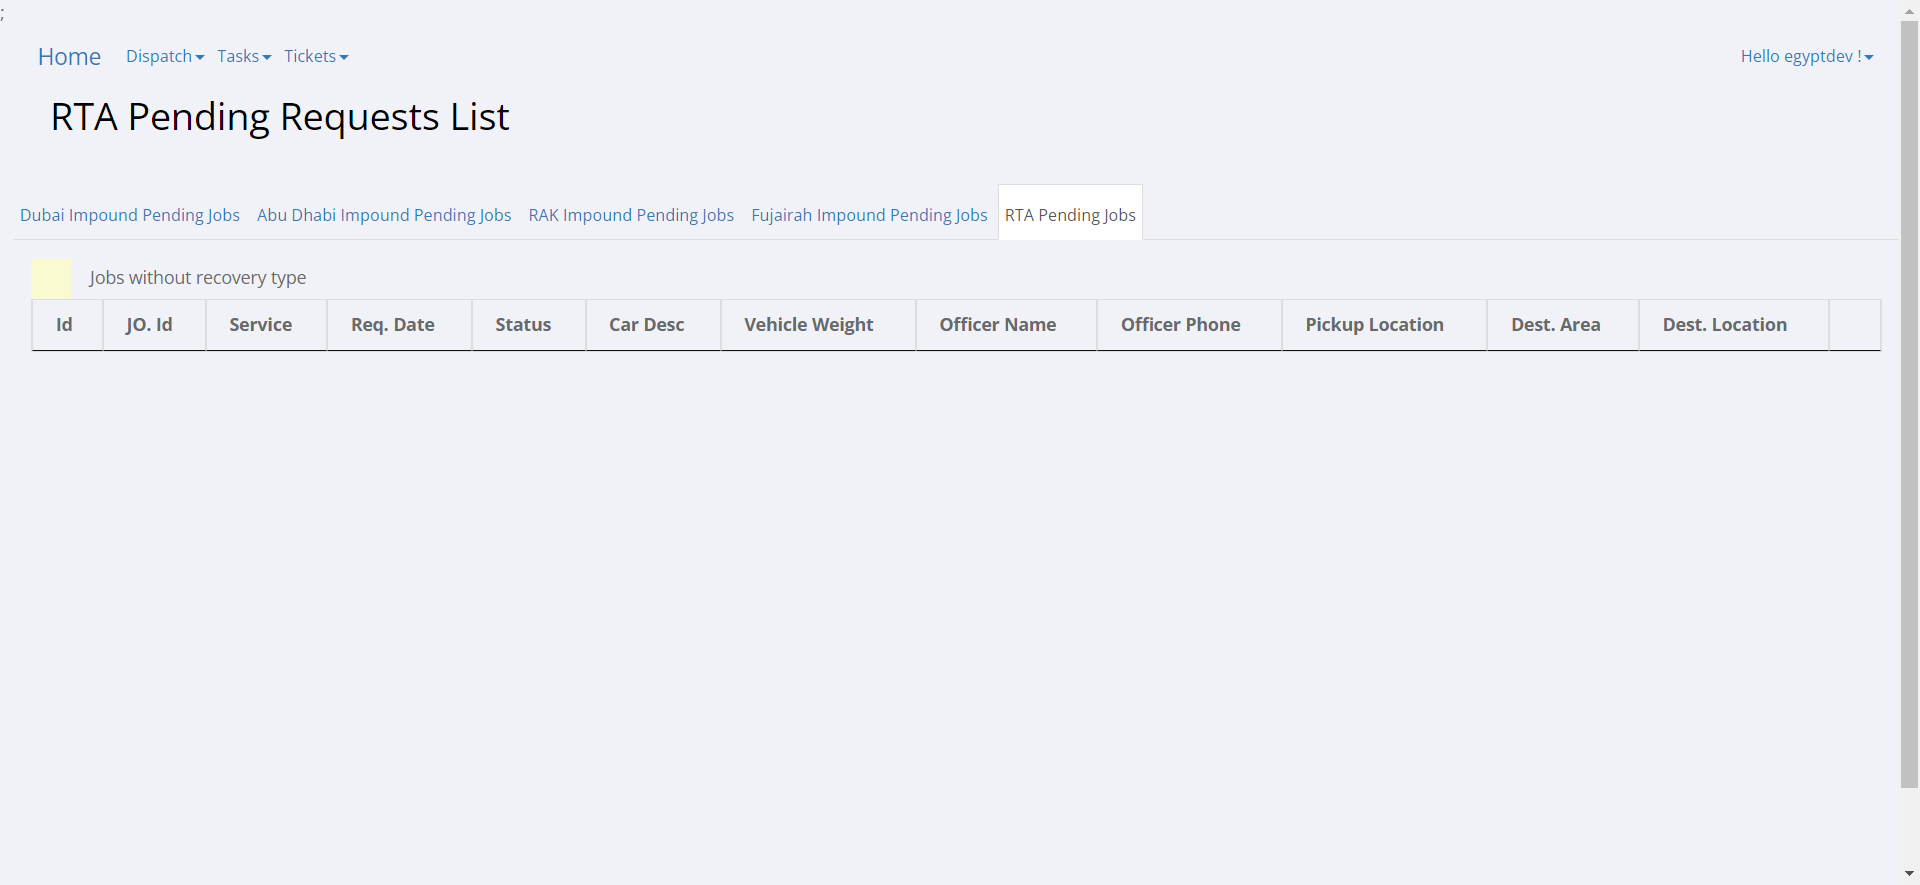 ;
Home Dispatch Tasks Tickets Hello egyptdev !
RTA Pending Requests List
Dubai Impound Pending Jobs Abu Dhabi Impound Pending Jobs RAK Impound Pending Jobs Fujairah Impound Pending Jobs RTA Pending Jobs
Jobs without recovery type
Id JO. Id Service Req. Date Status Car Desc Vehicle Weight Officer Name Officer Phone Pickup Location Dest. Area Dest. Location